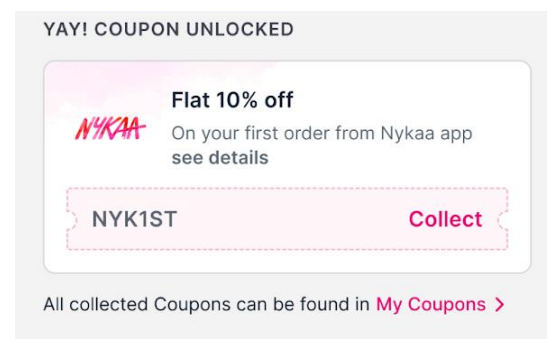 YAY! COUPON UNLOCKED
Flat 10% off
NYKAA
On your first order from Nykaa app
see details
NYK1ST Collect
All collected Coupons can be found in My Coupons >